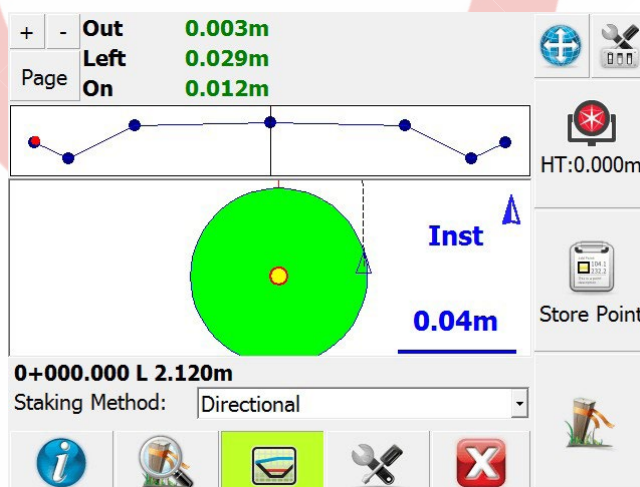 + - Out 0.003m
Left 0.029m
Page
On 0.012m
HT:0.000m
Inst
0.04m
Store Point
0+000.000 L 2.120m
Staking Method: Directional